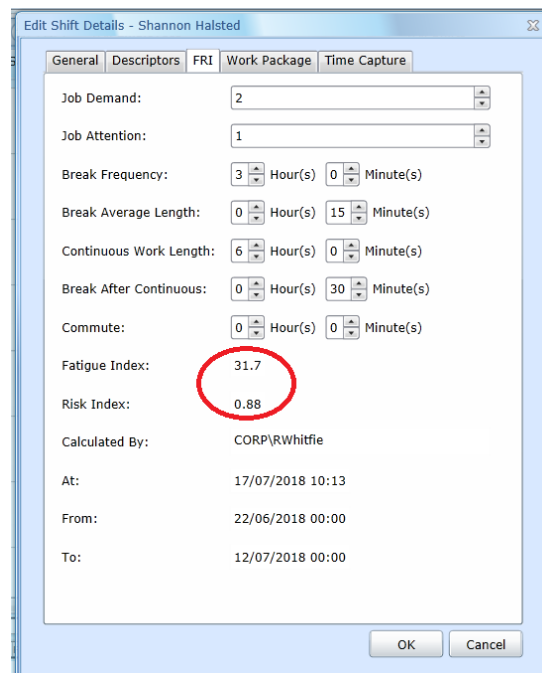 Edit Shift Details - Shannon Halsted
General Descriptors FRI Work Package Time Capture
Job Demand: 2
Job Attention: 1
Break Frequency: 3 Hour(s) 0 Minute(s)
Break Average Length: 0 Hour(s) 15 Minute(s)
Continuous Work Length: 6 Hour(s) 0 Minute(s)
Break After Continuous: 0 Hour(s) 30 Minute(s)
Commute: 0 Hour(s) 0 Minute(s)
Fatigue Index: 31.7
Risk Index: 0.88
Calculated By: CORP\RWhitfie
At: 17/07/2018 10:13
From: 22/06/2018 00:00
To: 12/07/2018 00:00
OK Cancel